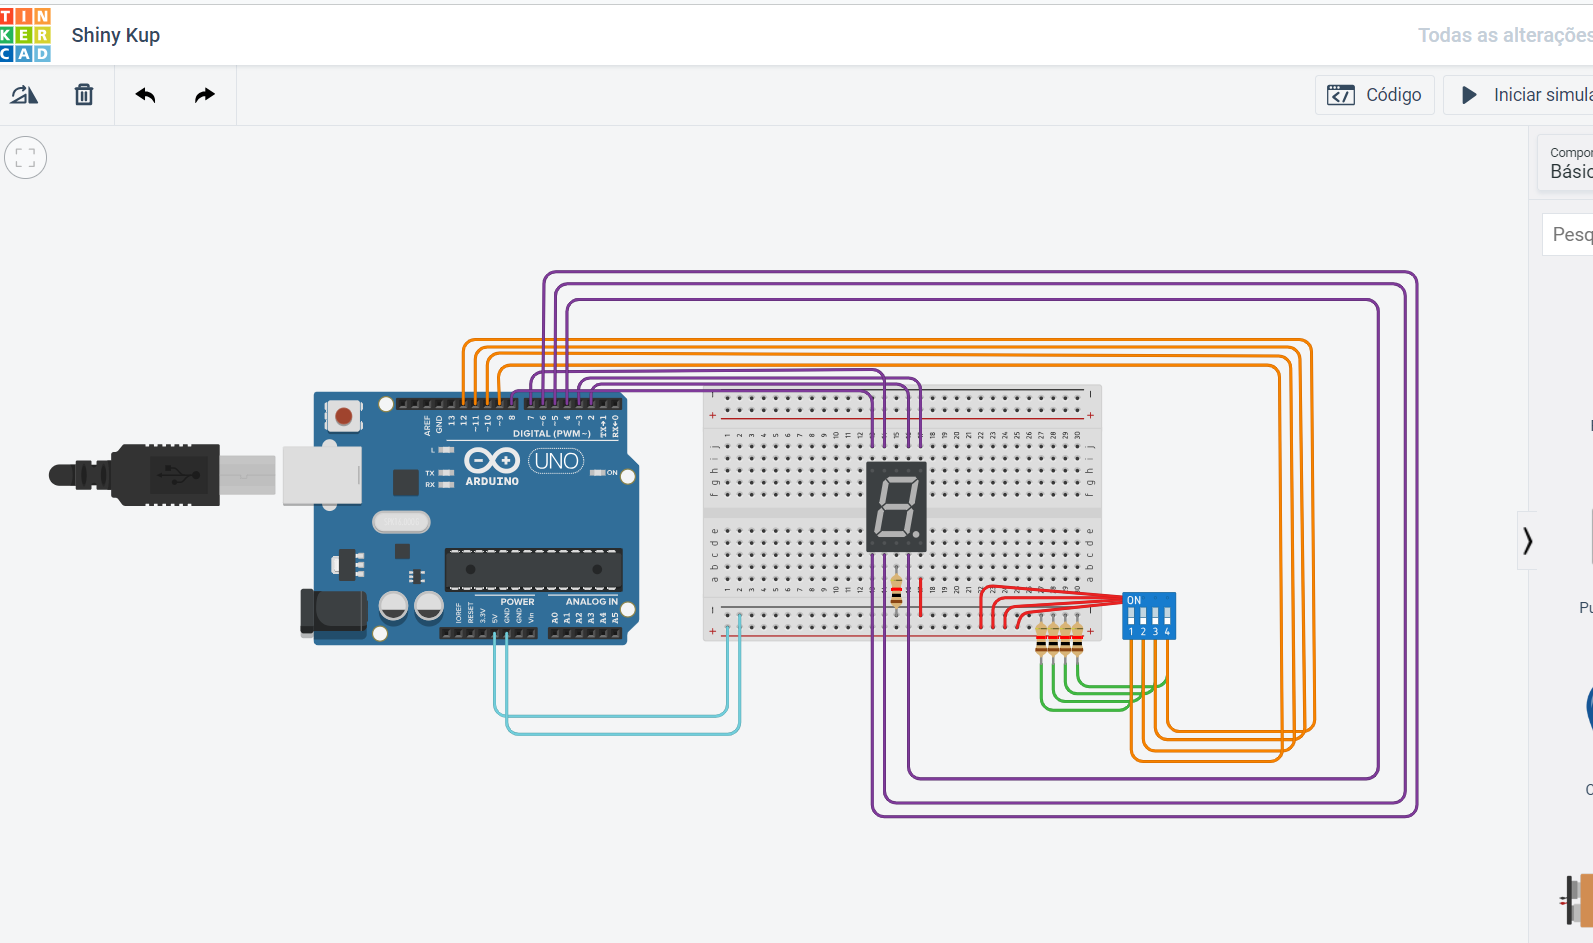 TIN
KER
CAD
Shiny Kup
Todas as alterações
Código
Iniciar simula
Compon
Básic
Pesq
Pu
AREF
GND
13
12
~11
~10
~9
8
7
~6
~5
4
~3
2
TX→1
RX←0
DIGITAL (PWM~)
L
TX
RX
ARDUINO
UNO
ON
IOREF
RESET
3.3V
5V
GND
GND
Vin
POWER
ANALOG IN
A0
A1
A2
A3
A4
A5
ON
1 2 3 4